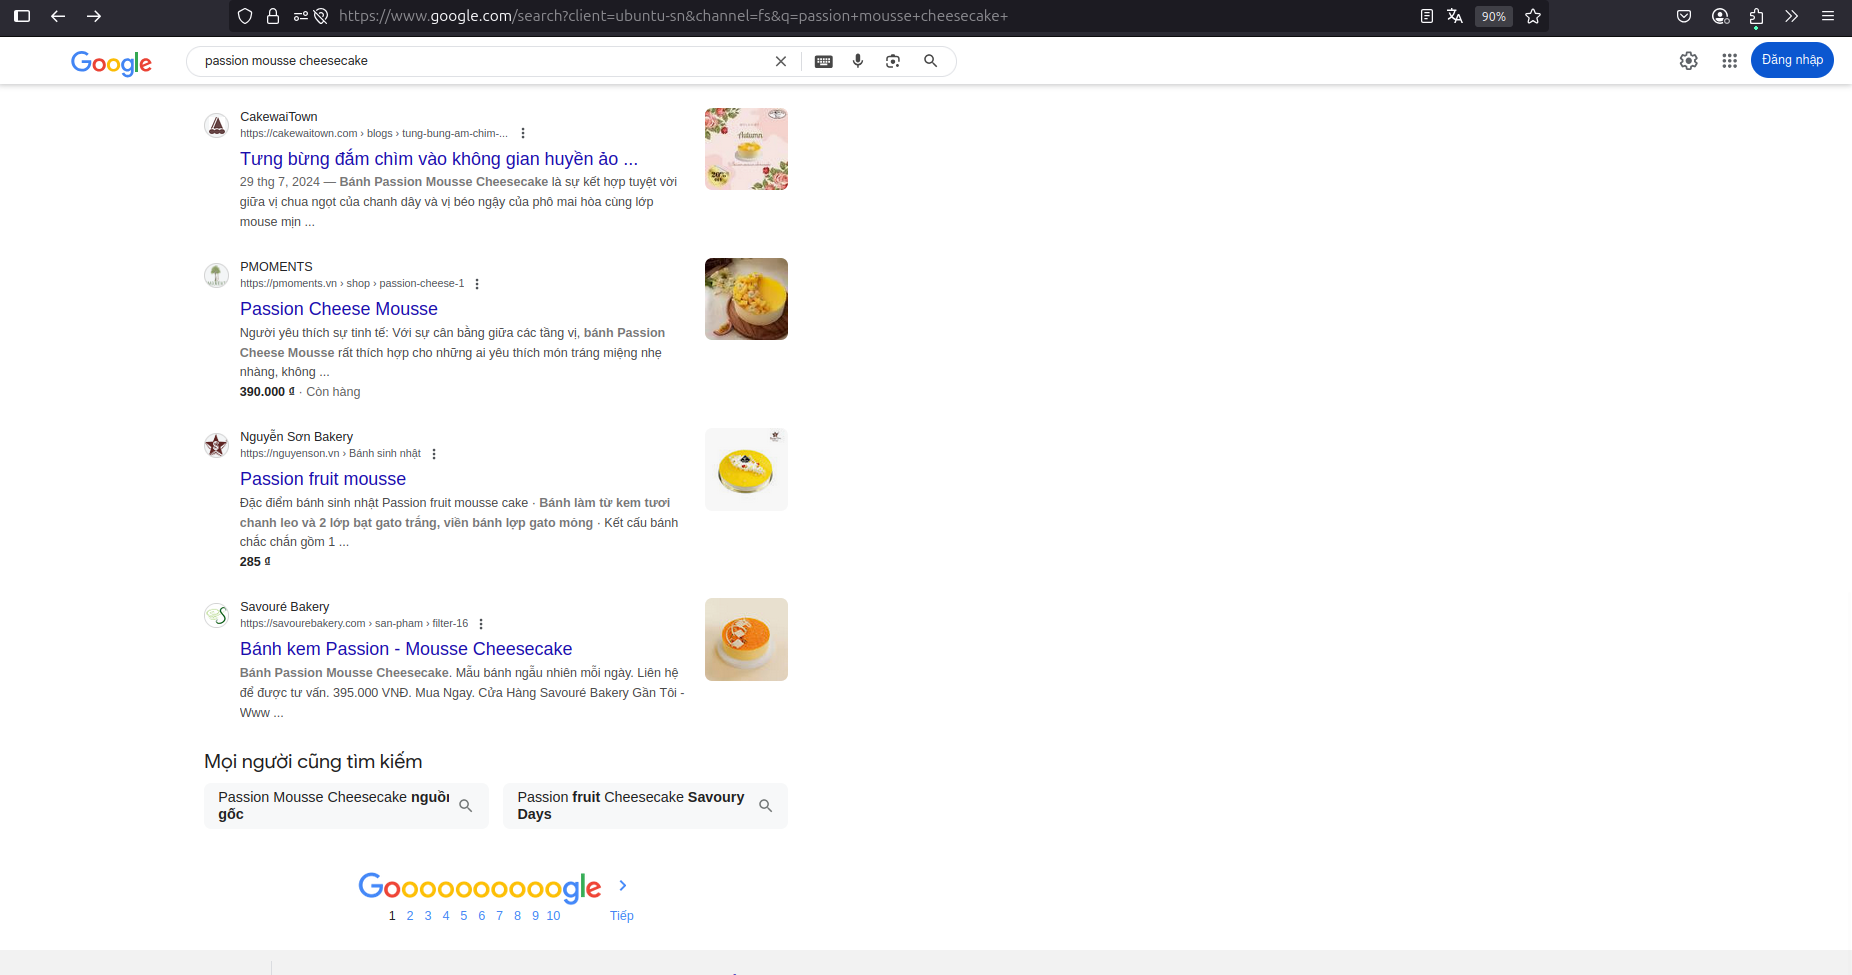 https://www.google.com/search?client=ubuntu-sn&channel=fs&q=passion+mousse+cheesecake+
90%
Google
passion mousse cheesecake
Đăng nhập
CakewaiTown
https://cakewaitown.com › blogs › tung-bung-am-chim-...
Tưng bừng đắm chìm vào không gian huyền ảo ...
29 thg 7, 2024 — Bánh Passion Mousse Cheesecake là sự kết hợp tuyệt vời
giữa vị chua ngọt của chanh dây và vị béo ngậy của phô mai hòa cùng lớp
mouse mịn ...
Autumn
20%
OFF
PMOMENTS
https://pmoments.vn › shop › passion-cheese-1
Passion Cheese Mousse
Người yêu thích sự tinh tế: Với sự cân bằng giữa các tầng vị, bánh Passion
Cheese Mousse rất thích hợp cho những ai yêu thích món tráng miệng nhẹ
nhàng, không ...
390.000 ₫ · Còn hàng
Nguyễn Sơn Bakery
https://nguyenson.vn › Bánh sinh nhật
Passion fruit mousse
Đặc điểm bánh sinh nhật Passion fruit mousse cake · Bánh làm từ kem tươi
chanh leo và 2 lớp bạt gato trắng, viền bánh lợp gato mỏng · Kết cấu bánh
chắc chắn gồm 1 ...
285 ₫
Savouré Bakery
https://savourebakery.com › san-pham › filter-16
Bánh kem Passion - Mousse Cheesecake
Bánh Passion Mousse Cheesecake. Mẫu bánh ngẫu nhiên mỗi ngày. Liên hệ
để được tư vấn. 395.000 VNĐ. Mua Ngay. Cửa Hàng Savouré Bakery Gần Tôi -
Www ...
Mọi người cũng tìm kiếm
Passion Mousse Cheesecake nguồn
gốc
Passion fruit Cheesecake Savoury
Days
Goooooooooogle
1 2 3 4 5 6 7 8 9 10 Tiếp